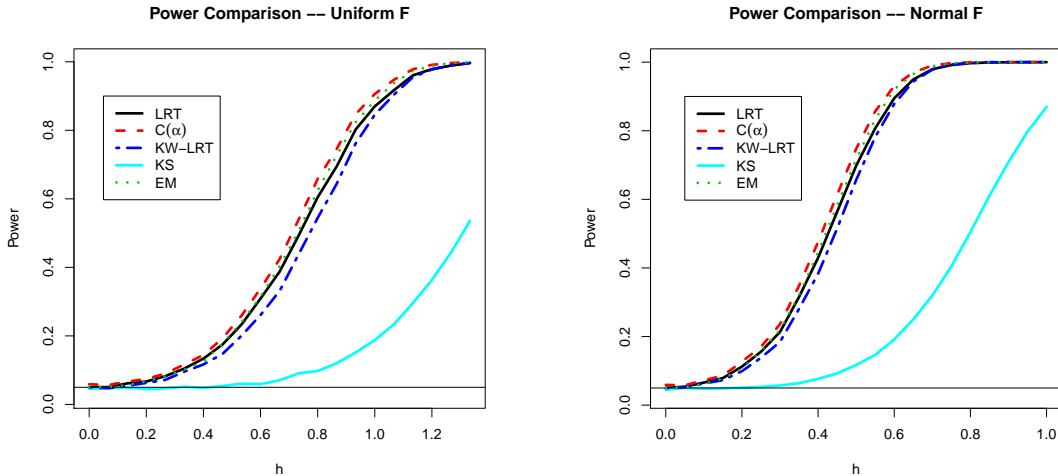 Power Comparison −− Uniform F
Power
0.0 0.2 0.4 0.6 0.8 1.0
LRT
C(α)
KW−LRT
KS
EM
0.0 0.2 0.4 0.6 0.8 1.0 1.2
h
Power Comparison −− Normal F
Power
0.0 0.2 0.4 0.6 0.8 1.0
LRT
C(α)
KW−LRT
KS
EM
0.0 0.2 0.4 0.6 0.8 1.0
h